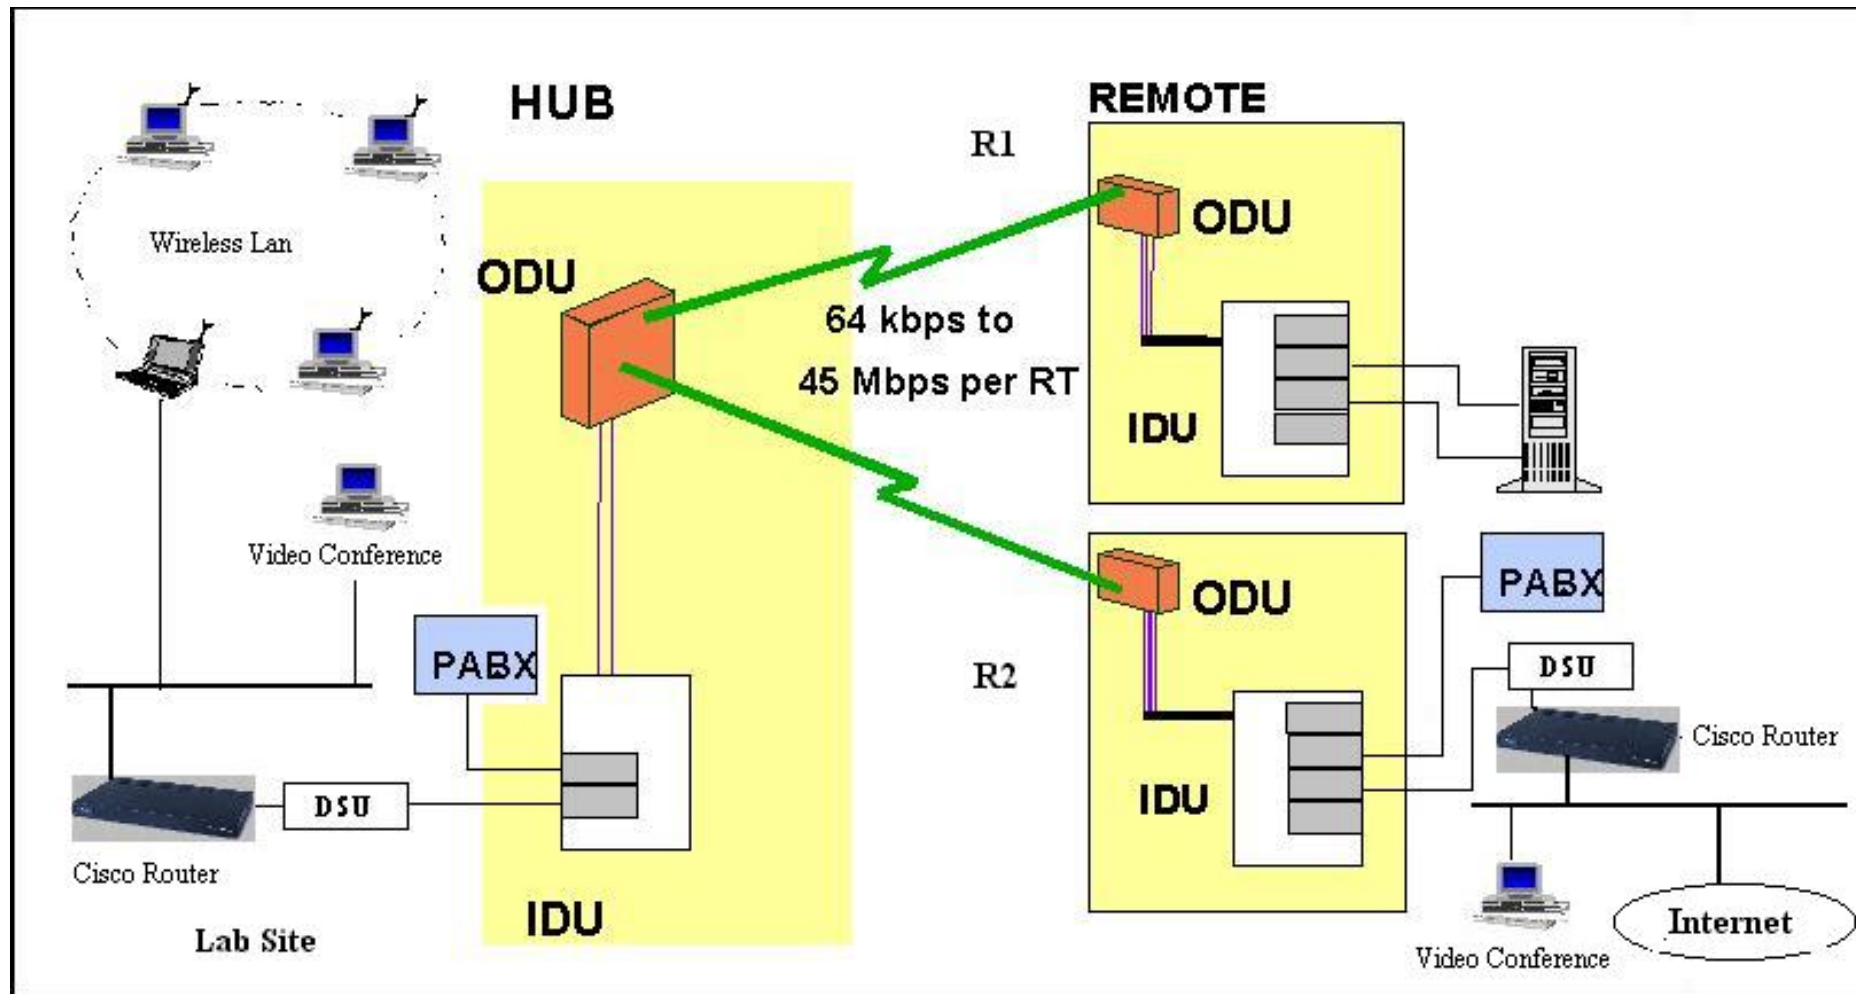 HUB
REMOTE
R1
ODU
Wireless Lan
ODU
64 kbps to
45 Mbps per RT
IDU
Video Conference
PABX
ODU
PABX
R2
DSU
Cisco Router
IDU
DSU
Cisco Router
IDU
Lab Site
Internet
Video Conference